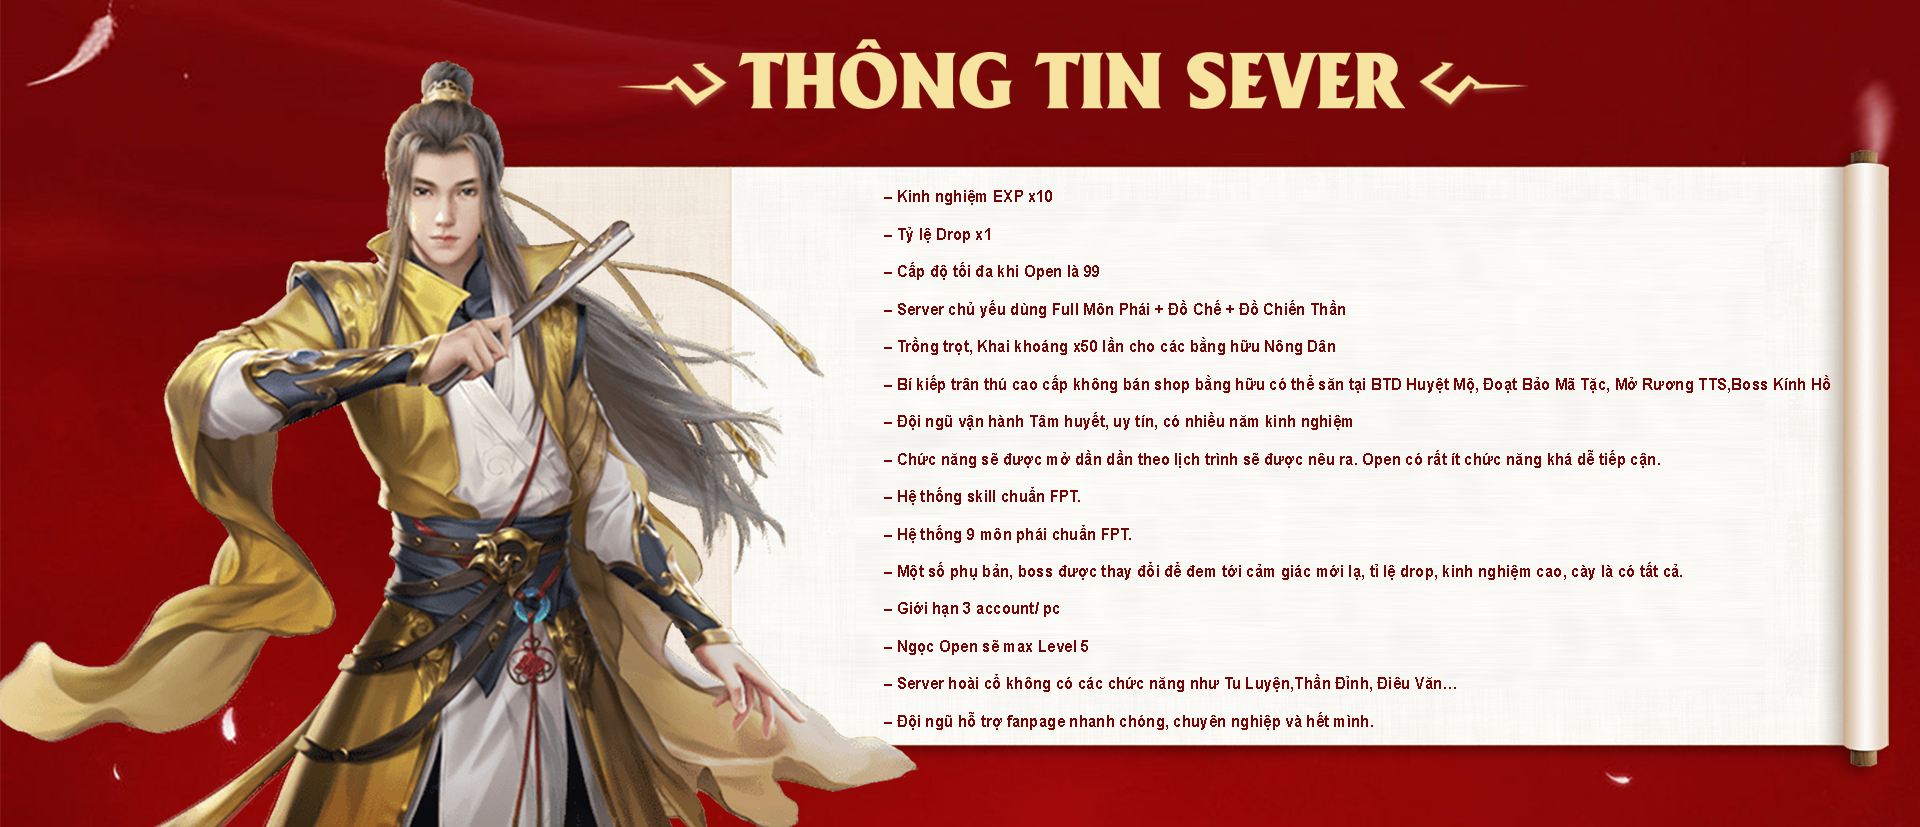 THÔNG TIN SEVER
– Kinh nghiệm EXP x10
– Tỷ lệ Drop x1
– Cấp độ tối đa khi Open là 99
– Server chủ yếu dùng Full Môn Phái + Đồ Chế + Đồ Chiến Thần
– Trồng trọt, Khai khoáng x50 lần cho các bằng hữu Nông Dân
– Bí kiếp trân thú cao cấp không bán shop bằng hữu có thể săn tại BTD Huyệt Mộ, Đoạt Bảo Mã Tặc, Mở Rương TTS,Boss Kính Hồ
– Đội ngũ vận hành Tâm huyết, uy tín, có nhiều năm kinh nghiệm
– Chức năng sẽ được mở dần dần theo lịch trình sẽ được nêu ra. Open có rất ít chức năng khá dễ tiếp cận.
– Hệ thống skill chuẩn FPT.
– Hệ thống 9 môn phái chuẩn FPT.
– Một số phụ bản, boss được thay đổi để đem tới cảm giác mới lạ, tỉ lệ drop, kinh nghiệm cao, cày là có tất cả.
– Giới hạn 3 account/ pc
– Ngọc Open sẽ max Level 5
– Server hoài cổ không có các chức năng như Tu Luyện,Thần Đỉnh, Điêu Văn...
– Đội ngũ hỗ trợ fanpage nhanh chóng, chuyên nghiệp và hết mình.